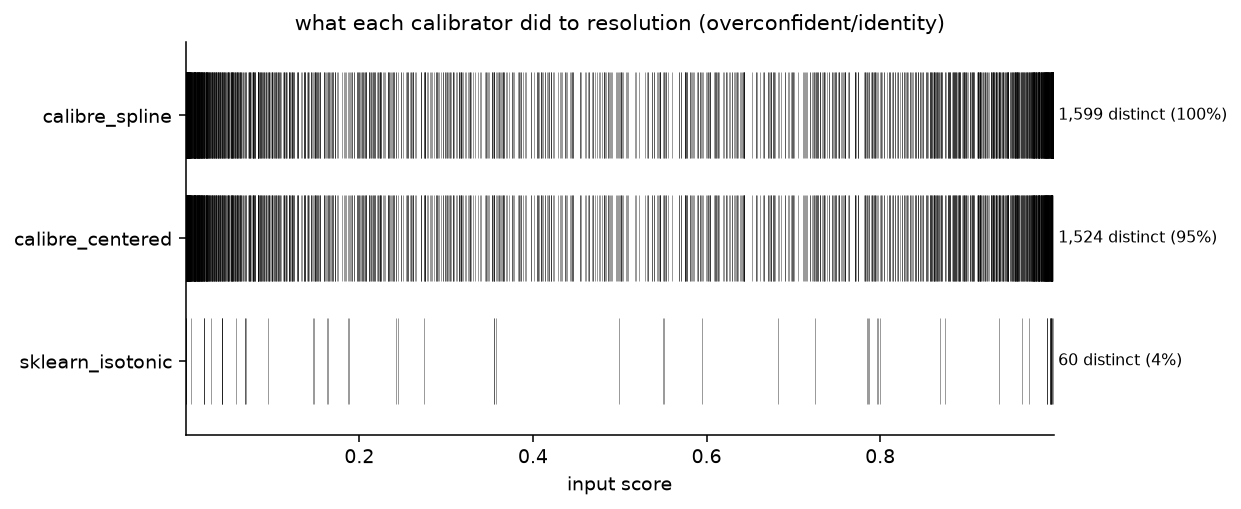 what each calibrator did to resolution (overconfident/identity)
calibre_spline
1,599 distinct (100%)
calibre_centered
1,524 distinct (95%)
sklearn_isotonic
60 distinct (4%)
0.2 0.4 0.6 0.8
input score